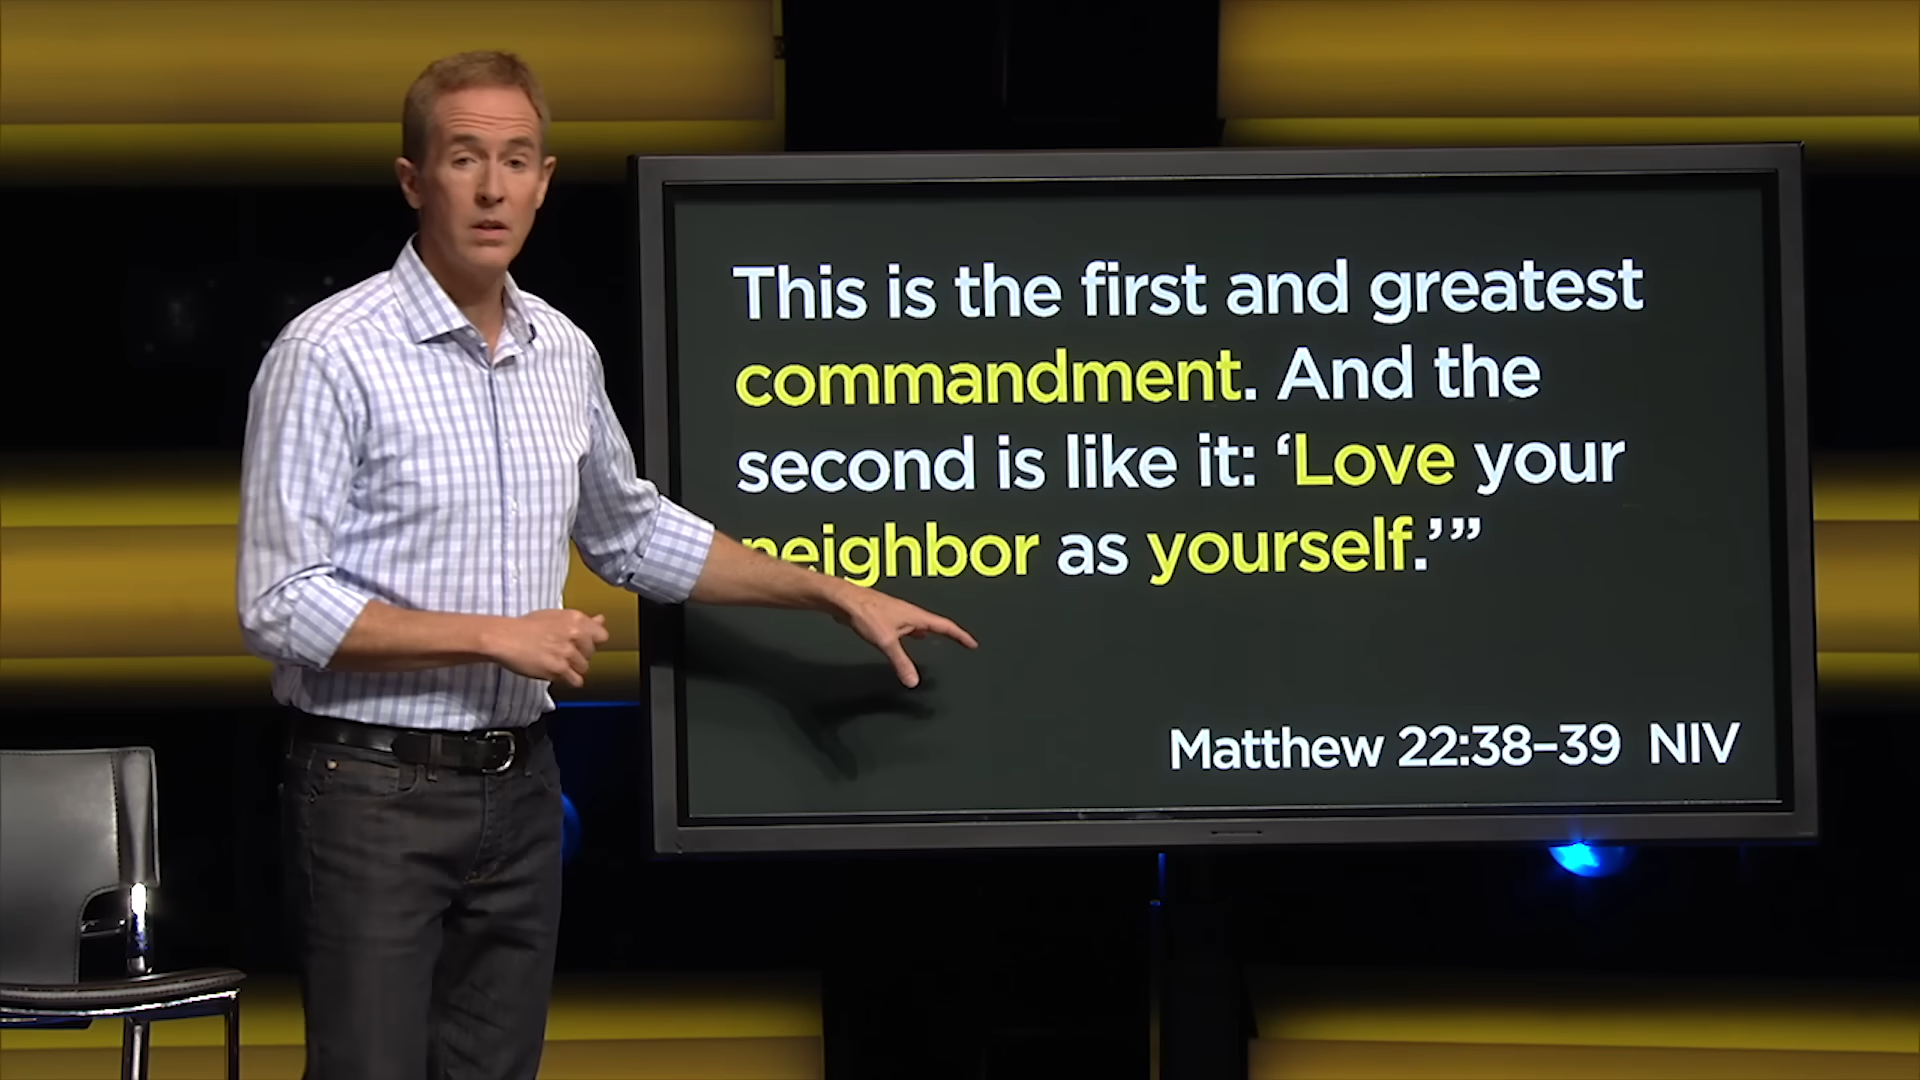 This is the first and greatest
commandment. And the
second is like it: ‘Love your
neighbor as yourself.’”
Matthew 22:38–39 NIV